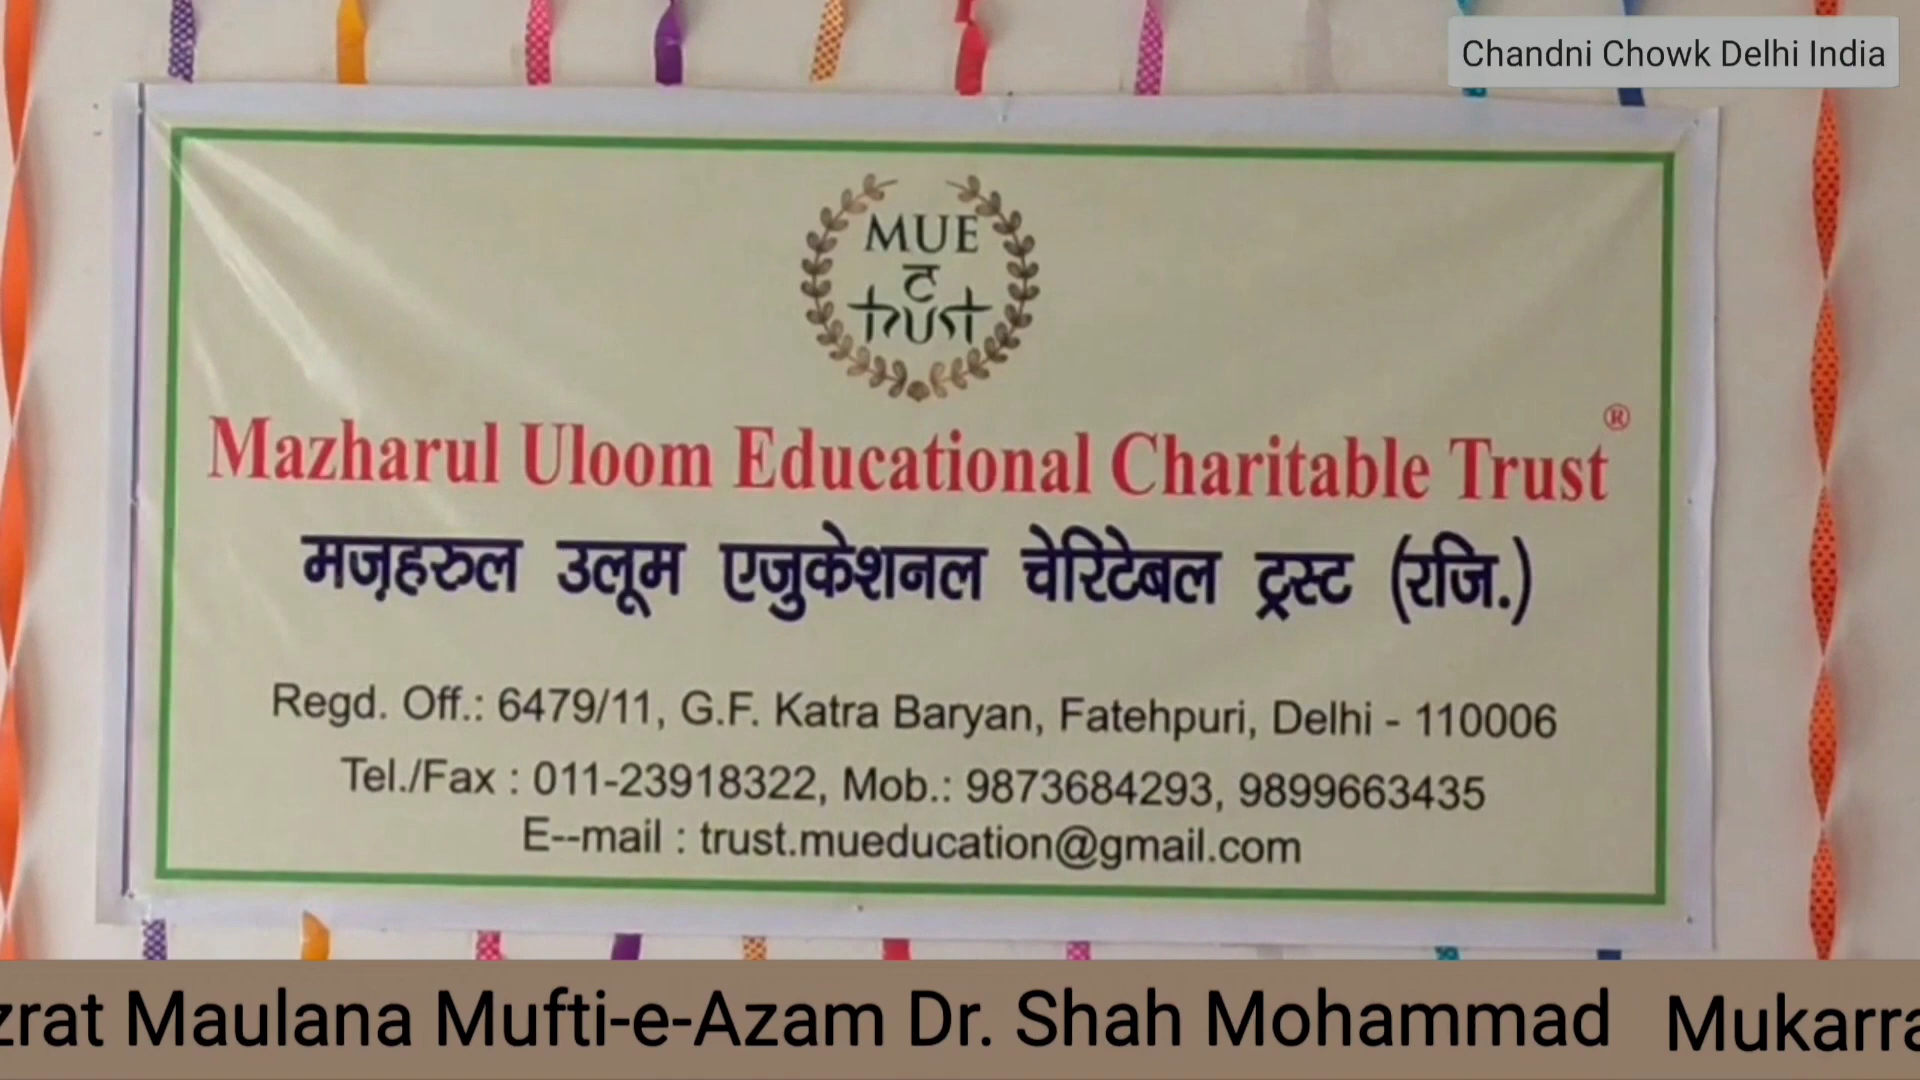 Chandni Chowk Delhi India
MUE
ट
trust
Mazharul Uloom Educational Charitable Trust®
मज़हरुल उलूम एजुकेशनल चेरिटेबल ट्रस्ट (रजि.)
Regd. Off.: 6479/11, G.F. Katra Baryan, Fatehpuri, Delhi - 110006
Tel./Fax : 011-23918322, Mob.: 9873684293, 9899663435
E--mail : trust.mueducation@gmail.com
zrat Maulana Mufti-e-Azam Dr. Shah Mohammad Mukarra